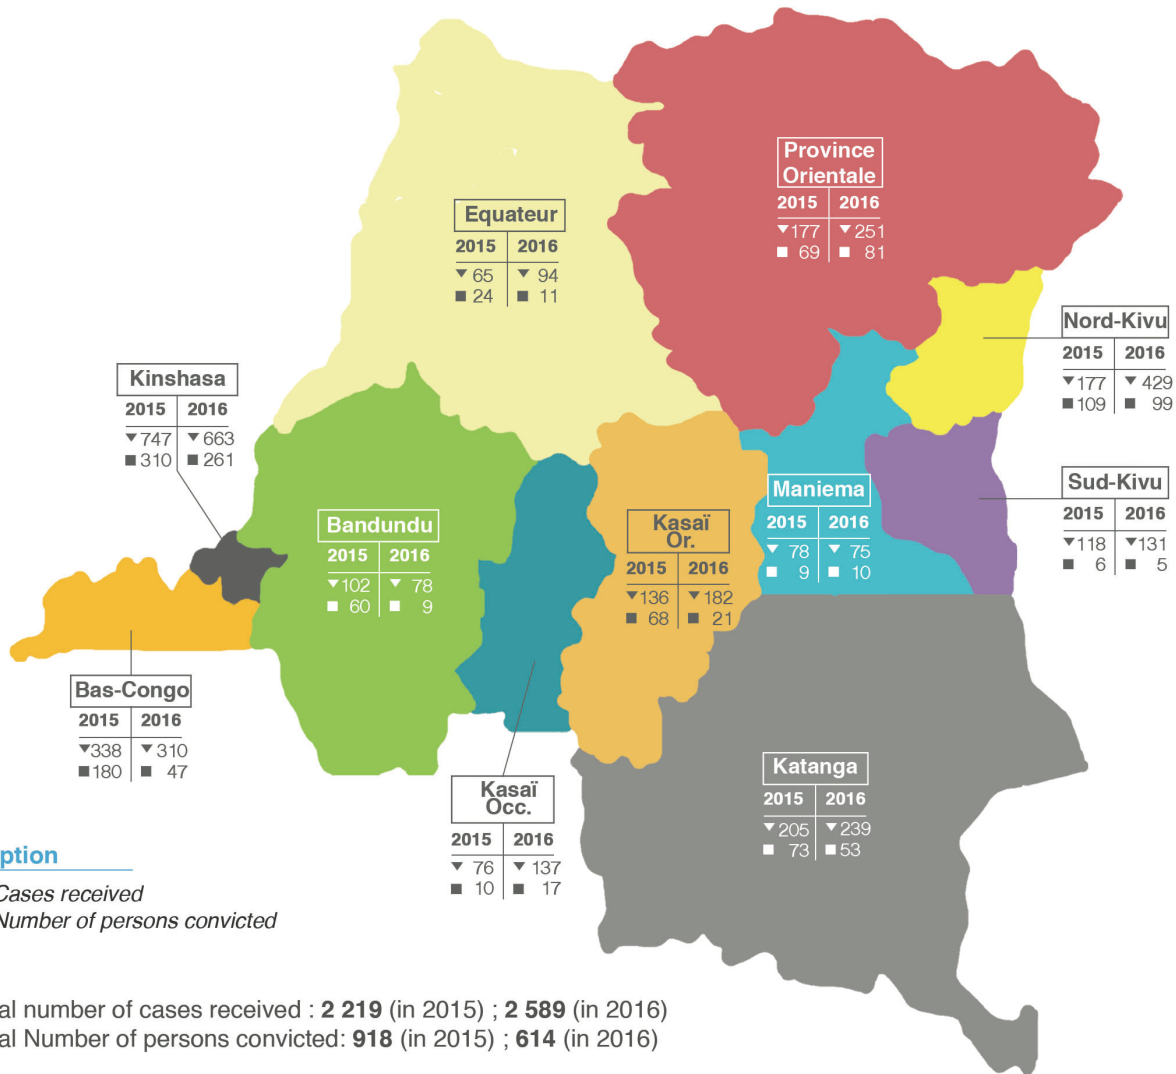 Province
Orientale
2015 2016
▼177 ▼251
■ 69 ■ 81
Equateur
2015 2016
▼ 65 ▼ 94
■ 24 ■ 11
Nord-Kivu
2015 2016
▼177 ▼429
■109 ■ 99
Kinshasa
2015 2016
▼747 ▼663
■310 ■261
Sud-Kivu
2015 2016
▼118 ▼131
■ 6 ■ 5
Maniema
2015 2016
▼ 78 ▼ 75
■ 9 ■ 10
Bandundu
2015 2016
▼102 ▼ 78
■ 60 ■ 9
Kasaï
Or.
2015 2016
▼136 ▼182
■ 68 ■ 21
Bas-Congo
2015 2016
▼338 ▼310
■180 ■ 47
Katanga
2015 2016
▼205 ▼239
■ 73 ■53
Kasaï
Occ.
2015 2016
▼ 76 ▼137
■ 10 ■ 17
ption
Cases received
Number of persons convicted
al number of cases received : 2 219 (in 2015) ; 2 589 (in 2016)
al Number of persons convicted: 918 (in 2015) ; 614 (in 2016)